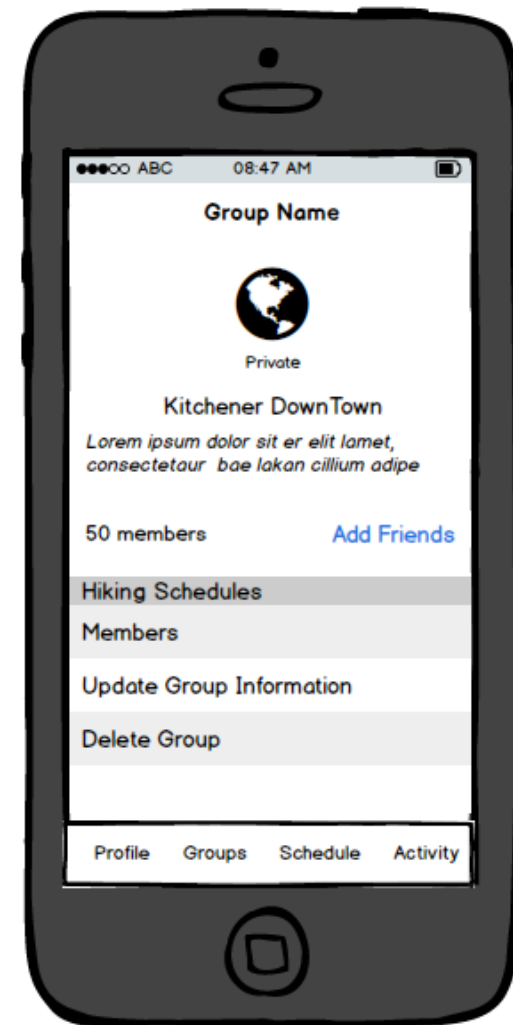 ABC 08:47 AM
Group Name
Private
Kitchener DownTown
Lorem ipsum dolor sit er elit lamet,
consectetaur bae lakan cillium adipe
50 members Add Friends
Hiking Schedules
Members
Update Group Information
Delete Group
Profile Groups Schedule Activity